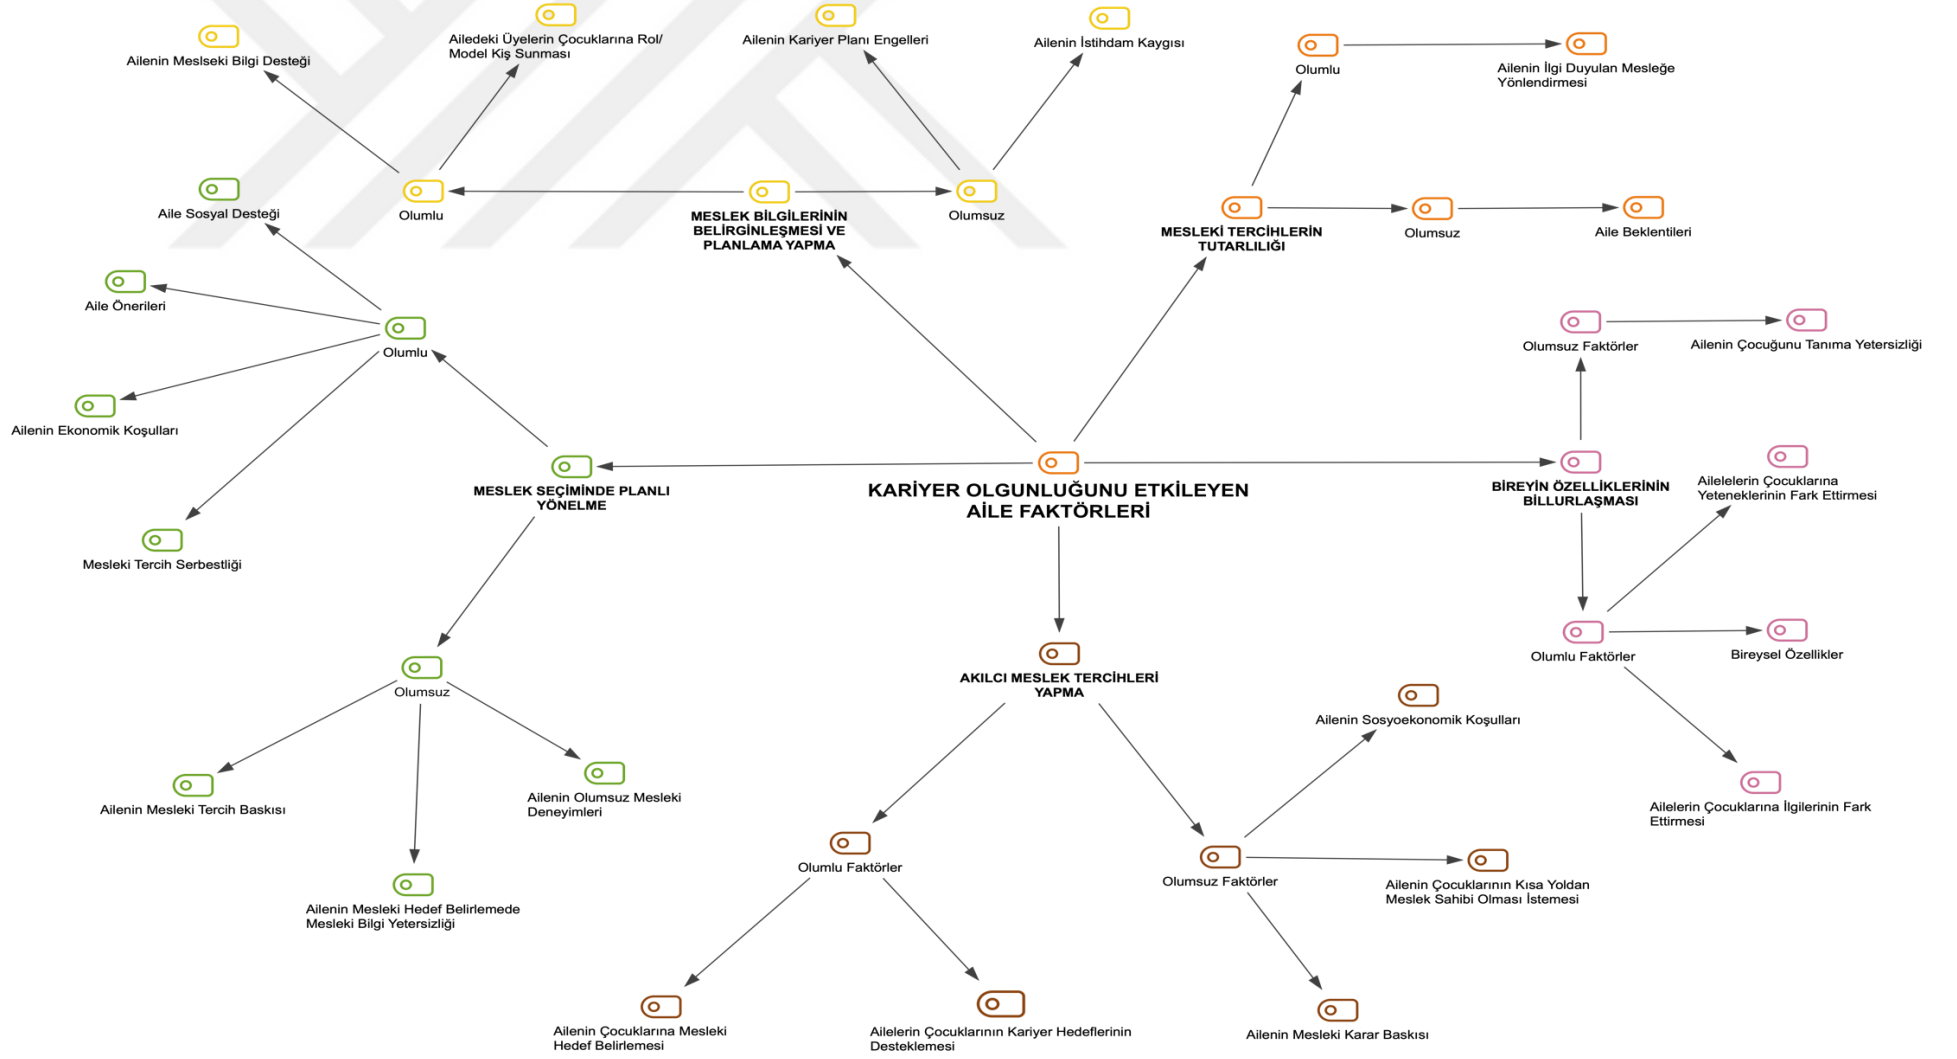 Ailenin Meslseki Bilgi Desteği
Ailedeki Üyelerin Çocuklarına Rol/
Model Kiş Sunması
Ailenin Kariyer Planı Engelleri
Ailenin İstihdam Kaygısı
Olumlu
Ailenin İlgi Duyulan Mesleğe
Yönlendirmesi
Aile Sosyal Desteği
Olumlu
MESLEK BİLGİLERİNİN
BELİRGİNLEŞMESİ VE
PLANLAMA YAPMA
Olumsuz
MESLEKİ TERCİHLERİN
TUTARLILIĞI
Olumsuz
Aile Beklentileri
Aile Önerileri
Olumlu
Olumsuz Faktörler
Ailenin Çocuğunu Tanıma Yetersizliği
Ailenin Ekonomik Koşulları
MESLEK SEÇİMİNDE PLANLI
YÖNELME
KARİYER OLGUNLUĞUNU ETKİLEYEN
AİLE FAKTÖRLERİ
BİREYİN ÖZELLİKLERİNİN
BİLLURLAŞMASI
Ailelelerin Çocuklarına
Yeteneklerinin Fark Ettirmesi
Mesleki Tercih Serbestliği
Olumsuz
AKILCI MESLEK TERCİHLERİ
YAPMA
Olumlu Faktörler
Bireysel Özellikler
Ailenin Sosyoekonomik Koşulları
Ailenin Mesleki Tercih Baskısı
Ailenin Olumsuz Mesleki
Deneyimleri
Ailelerin Çocuklarına İlgilerinin Fark
Ettirmesi
Olumlu Faktörler
Olumsuz Faktörler
Ailenin Çocuklarının Kısa Yoldan
Meslek Sahibi Olması İstemesi
Ailenin Mesleki Hedef Belirlemede
Mesleki Bilgi Yetersizliği
Ailenin Çocuklarına Mesleki
Hedef Belirlemesi
Ailelerin Çocuklarının Kariyer Hedeflerinin
Desteklemesi
Ailenin Mesleki Karar Baskısı